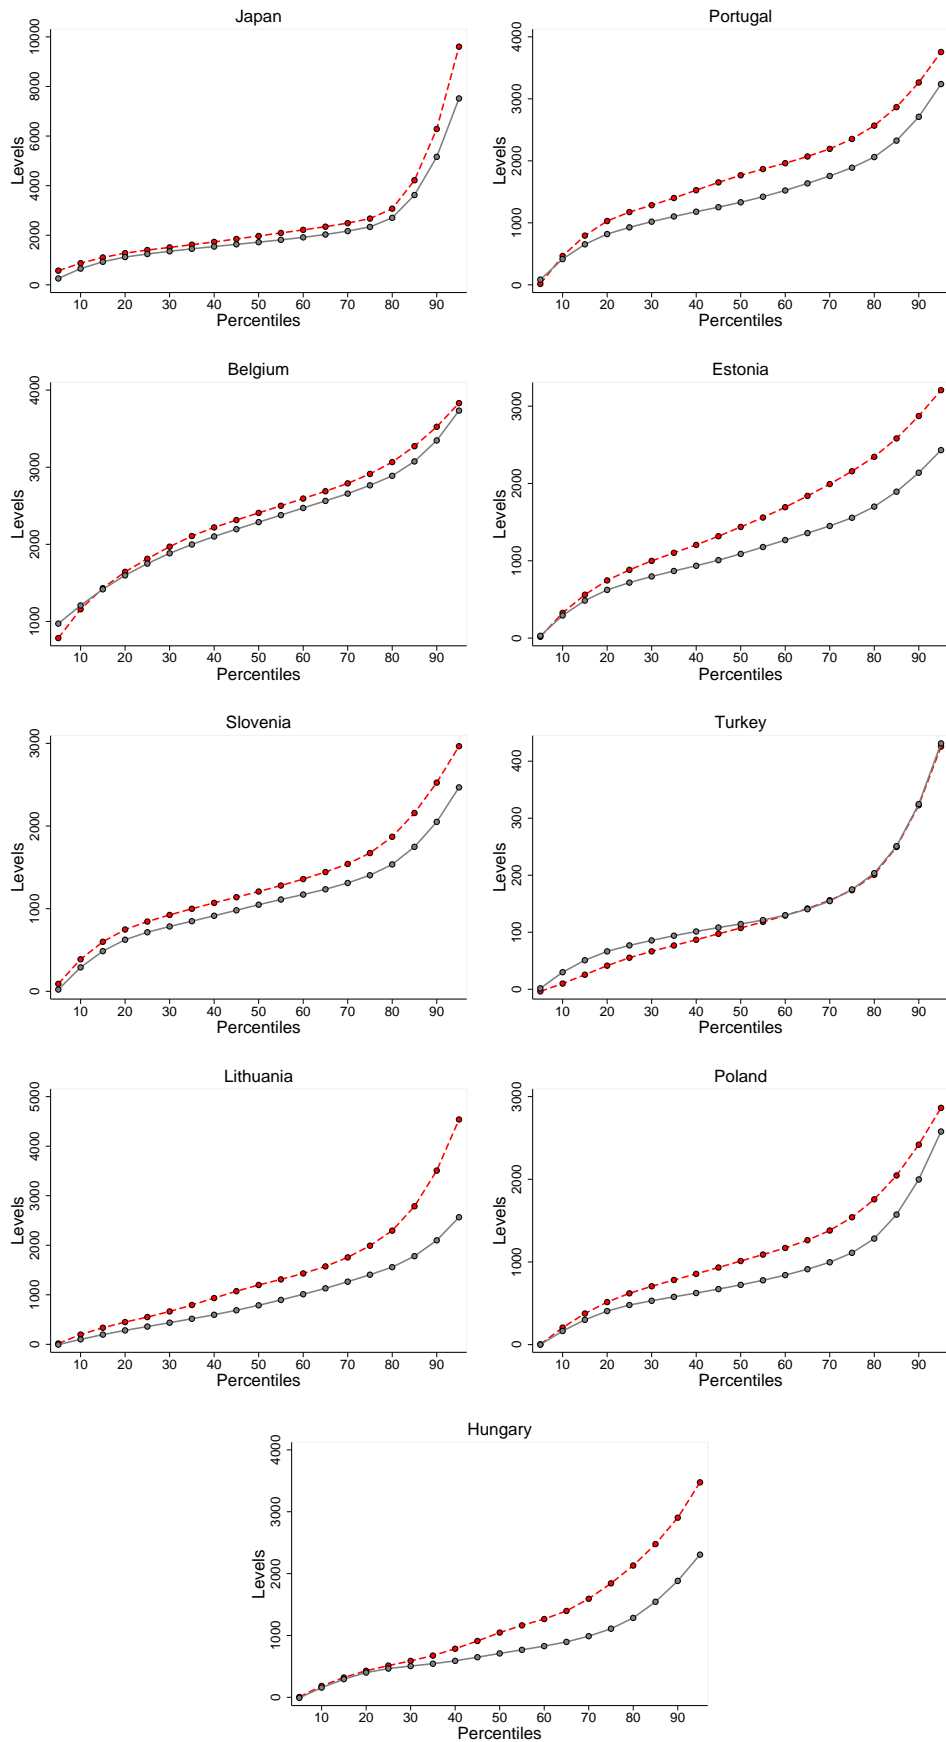 Japan
Levels
0 2000 4000 6000 8000 10000
10 20 30 40 50 60 70 80 90
Percentiles
Portugal
Levels
0 1000 2000 3000 4000
10 20 30 40 50 60 70 80 90
Percentiles
Belgium
Levels
1000 2000 3000 4000
10 20 30 40 50 60 70 80 90
Percentiles
Estonia
Levels
0 1000 2000 3000
10 20 30 40 50 60 70 80 90
Percentiles
Slovenia
Levels
0 1000 2000 3000
10 20 30 40 50 60 70 80 90
Percentiles
Turkey
Levels
0 100 200 300 400
10 20 30 40 50 60 70 80 90
Percentiles
Lithuania
Levels
0 1000 2000 3000 4000 5000
10 20 30 40 50 60 70 80 90
Percentiles
Poland
Levels
0 1000 2000 3000
10 20 30 40 50 60 70 80 90
Percentiles
Hungary
Levels
0 1000 2000 3000 4000
10 20 30 40 50 60 70 80 90
Percentiles